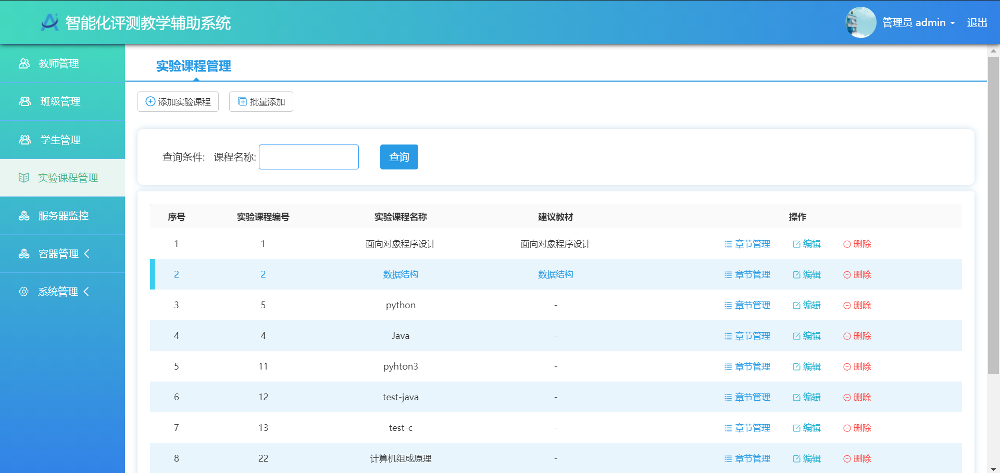 智能化评测教学辅助系统
管理员 admin 退出
教师管理
班级管理
学生管理
实验课程管理
服务器监控
容器管理
系统管理
实验课程管理
添加实验课程 批量添加
查询条件: 课程名称: 查询
序号 实验课程编号 实验课程名称 建议教材 操作
1 1 面向对象程序设计 面向对象程序设计 章节管理 编辑 删除
2 2 数据结构 数据结构 章节管理 编辑 删除
3 5 python - 章节管理 编辑 删除
4 4 Java - 章节管理 编辑 删除
5 11 pyhton3 - 章节管理 编辑 删除
6 12 test-java - 章节管理 编辑 删除
7 13 test-c - 章节管理 编辑 删除
8 22 计算机组成原理 - 章节管理 编辑 删除